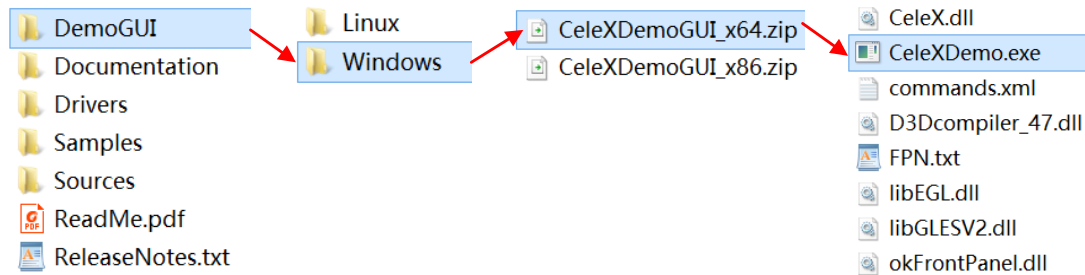 DemoGUI
Documentation
Drivers
Samples
Sources
ReadMe.pdf
ReleaseNotes.txt
Linux
Windows
CeleXDemoGUI_x64.zip
CeleXDemoGUI_x86.zip
CeleX.dll
CeleXDemo.exe
commands.xml
D3Dcompiler_47.dll
FPN.txt
libEGL.dll
libGLESV2.dll
okFrontPanel.dll